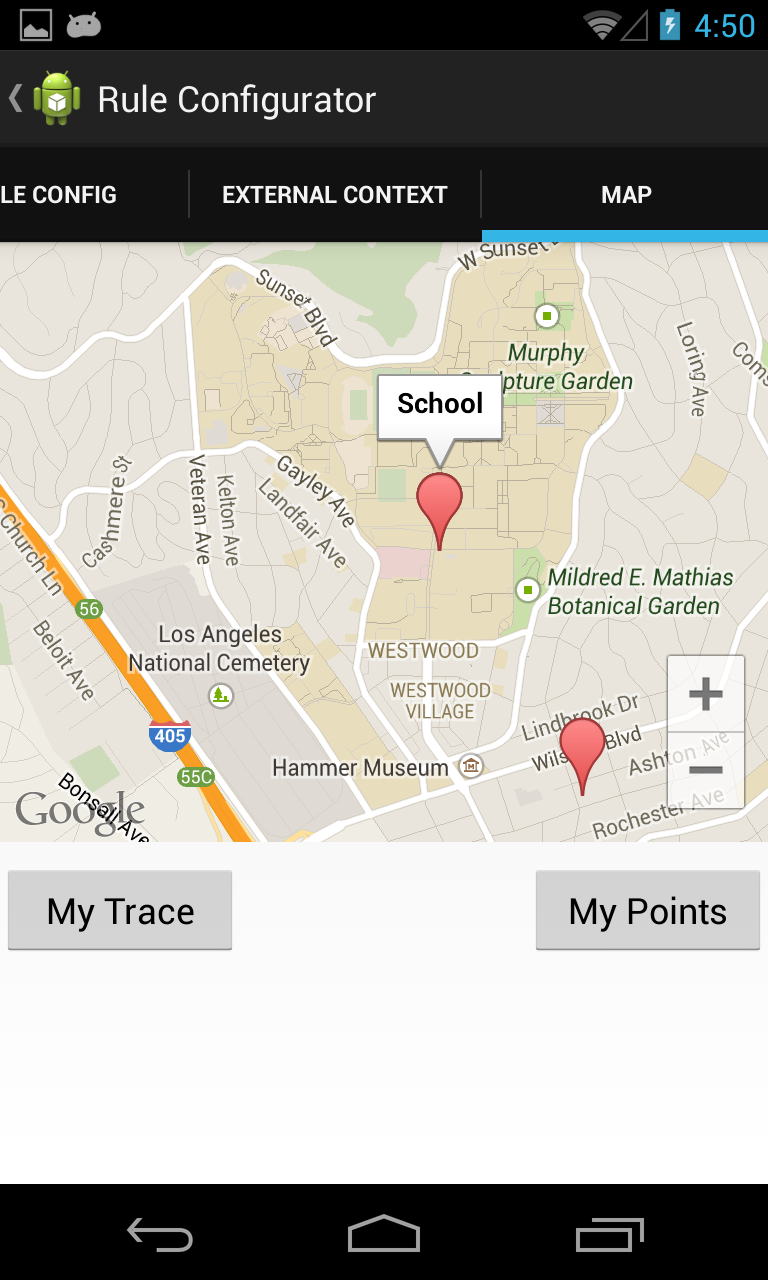 4:50
Rule Configurator
LE CONFIG
EXTERNAL CONTEXT
MAP
W Sunset
Sunset Blvd
Murphy
pture Garden
Loring Ave
School
Gayley Ave
Landfair Ave
Cashmere St
Veteran Ave
Kelton Ave
Church Ln
56
Beloit Ave
Mildred E. Mathias
Botanical Garden
Los Angeles
National Cemetery
WESTWOOD
WESTWOOD
VILLAGE
Lindbrook Dr
Wils Blvd
Ashton Ave
405
55C
Hammer Museum
Bonsall Ave
Google
Rochester Ave
+
−
My Trace
My Points